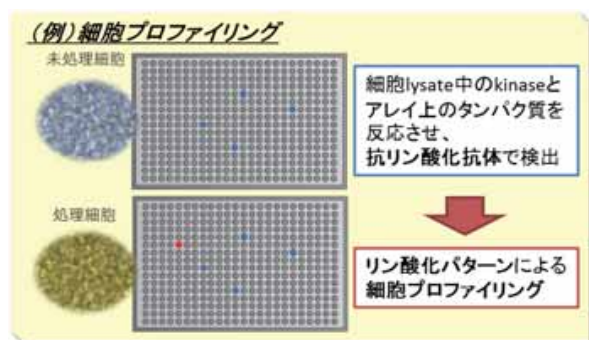 (例)細胞プロファイリング
未処理細胞
細胞lysate中のkinaseと
アレイ上のタンパク質を
反応させ、
抗リン酸化抗体で検出
処理細胞
リン酸化パターンによる
細胞プロファイリング